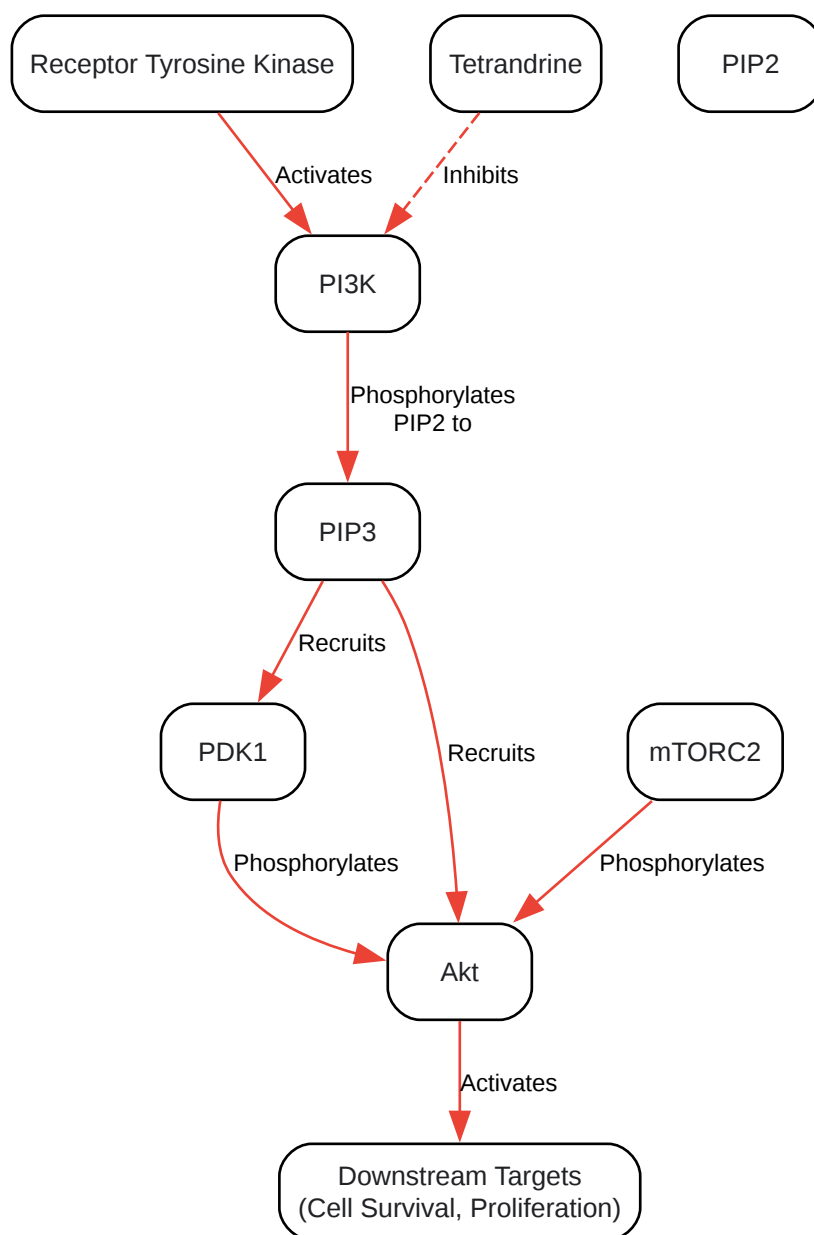 Receptor Tyrosine Kinase
Tetrandrine
PIP2
Activates
Inhibits
PI3K
Phosphorylates
PIP2 to
PIP3
Recruits
PDK1
Recruits
mTORC2
Phosphorylates
Phosphorylates
Akt
Activates
Downstream Targets
(Cell Survival, Proliferation)